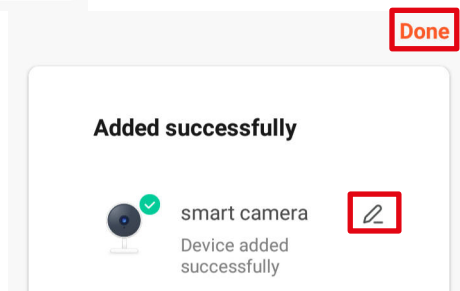 Done
Added successfully
smart camera
Device added
successfully